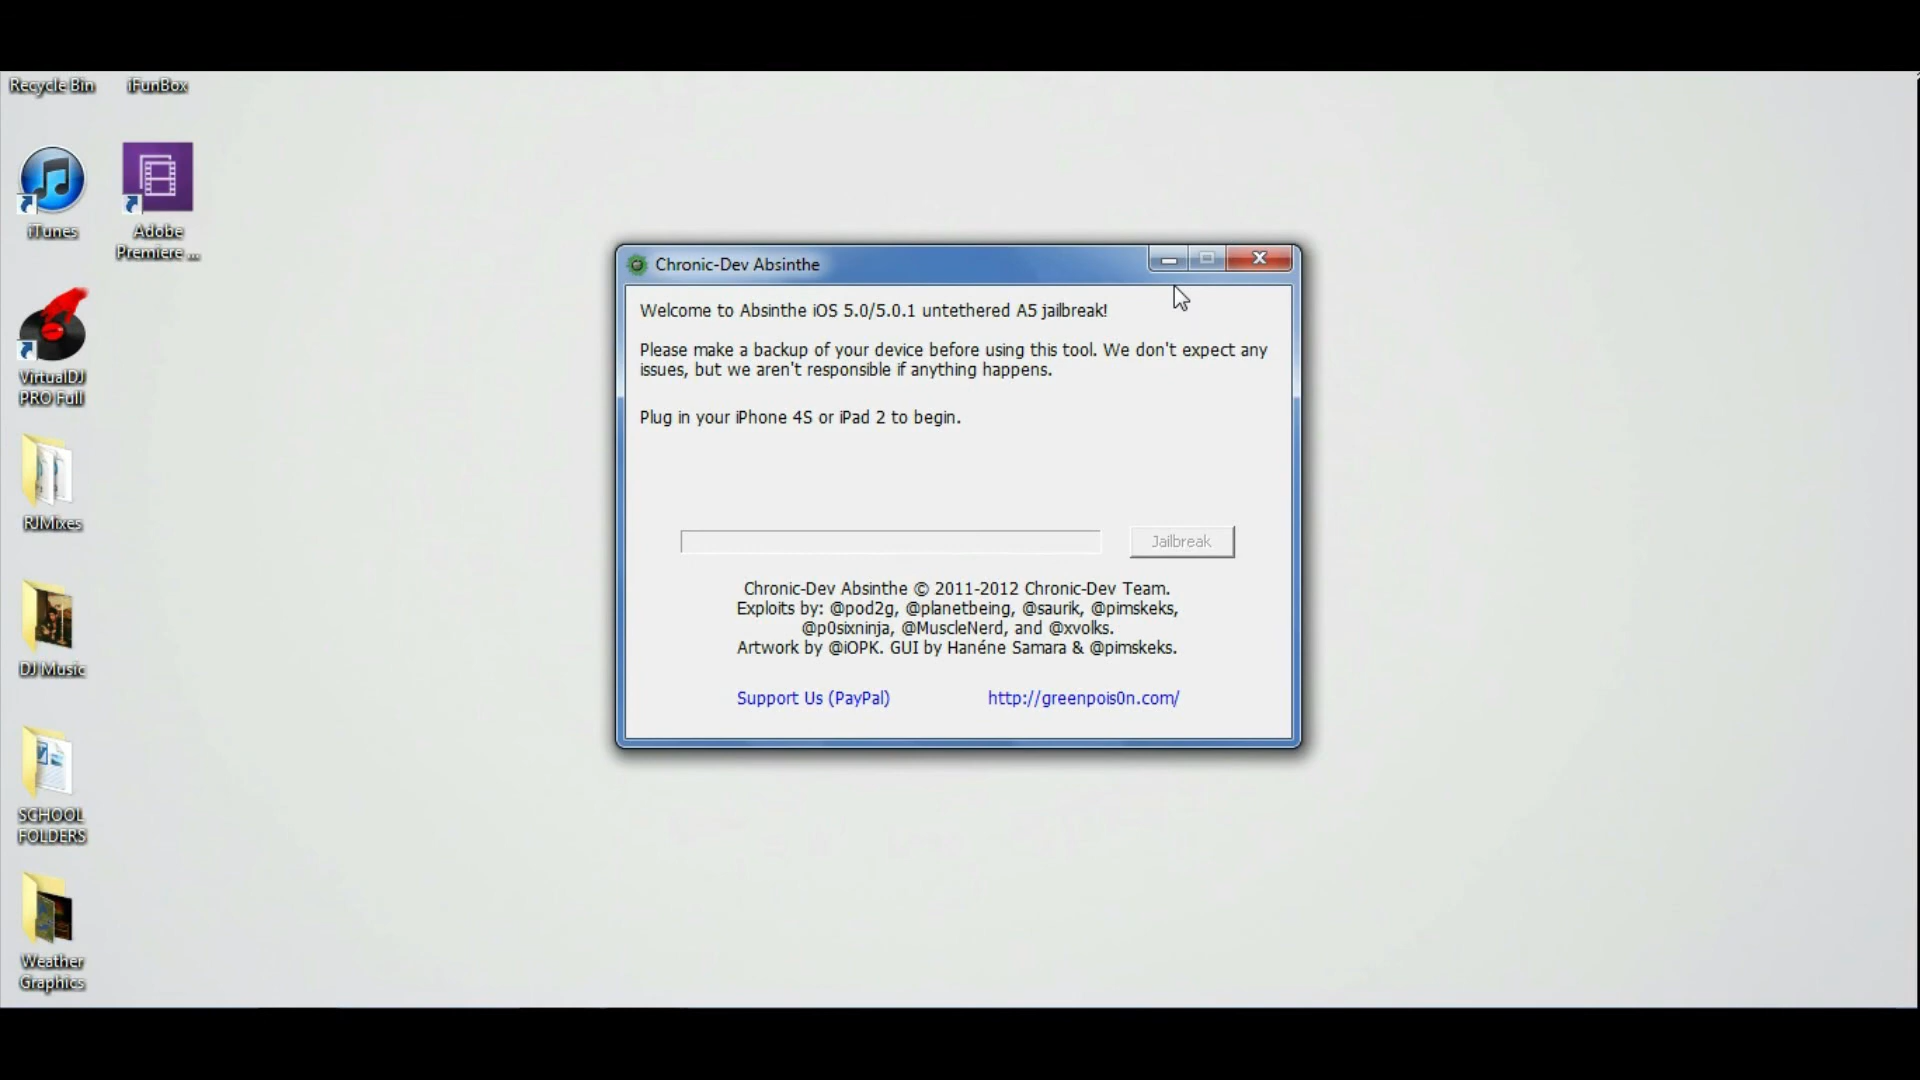 Recycle Bin
iFunBox
iTunes
Adobe
Premiere ...
VirtualDJ
PRO Full
RJMixes
DJ Music
SCHOOL
FOLDERS
Weather
Graphics
Chronic-Dev Absinthe
Welcome to Absinthe iOS 5.0/5.0.1 untethered A5 jailbreak!
Please make a backup of your device before using this tool. We don't expect any
issues, but we aren't responsible if anything happens.
Plug in your iPhone 4S or iPad 2 to begin.
Jailbreak
Chronic-Dev Absinthe © 2011-2012 Chronic-Dev Team.
Exploits by: @pod2g, @planetbeing, @saurik, @pimskeks,
@p0sixninja, @MuscleNerd, and @xvolks.
Artwork by @iOPK. GUI by Hanéne Samara & @pimskeks.
Support Us (PayPal)
http://greenpois0n.com/